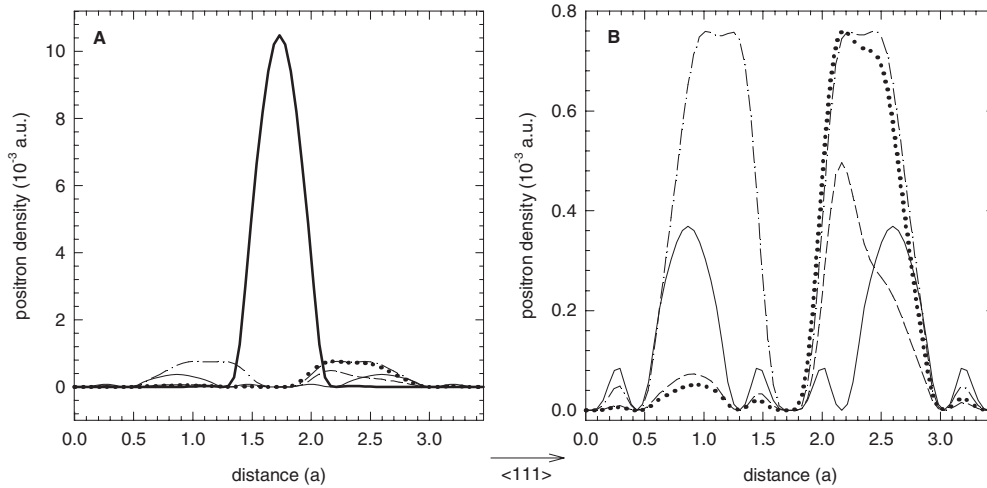 A
positron density (10⁻³ a.u.)
10
8
6
4
2
0
0.0 0.5 1.0 1.5 2.0 2.5 3.0
distance (a)
<111>
B
positron density (10⁻³ a.u.)
0.8
0.6
0.4
0.2
0.0
0.0 0.5 1.0 1.5 2.0 2.5 3.0
distance (a)